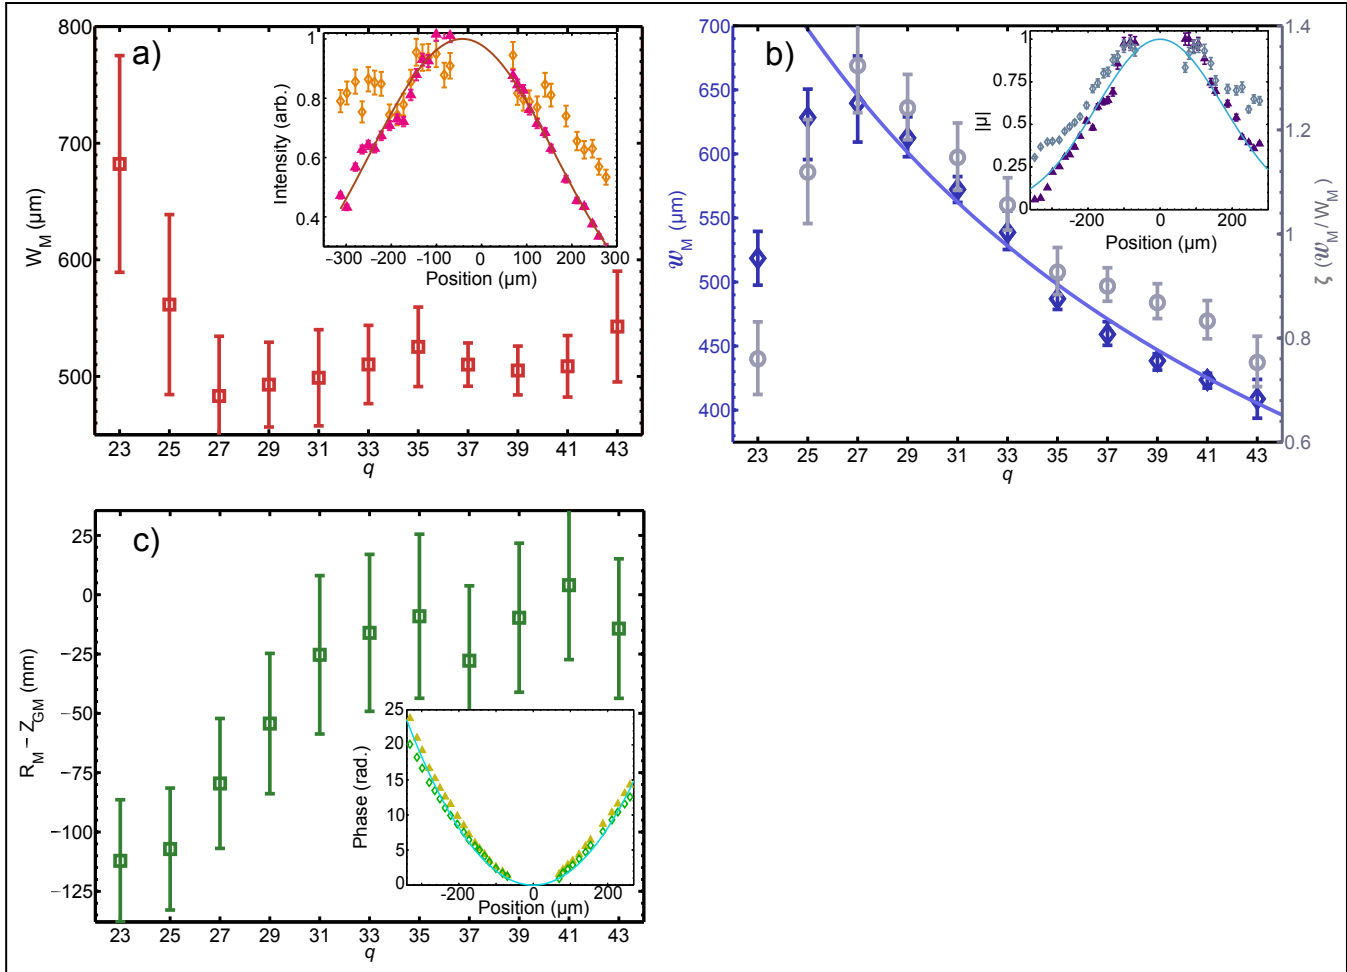 a)
800
700
600
500
W_M (μm)
23 25 27 29 31 33 35 37 39 41 43
q
1
0.8
0.6
0.4
Intensity (arb.)
-300 -200 -100 0 100 200 300
Position (μm)
b)
700
650
600
550
500
450
400
𝓌_M (μm)
23 25 27 29 31 33 35 37 39 41 43
q
1.4
1.2
1
0.8
0.6
ζ (𝓌_M/W_M)
1
0.75
0.5
0.25
|μ|
-200 0 200
Position (μm)
c)
25
0
−25
−50
−75
−100
−125
R_M − Z_GM (mm)
23 25 27 29 31 33 35 37 39 41 43
q
25
20
15
10
5
0
Phase (rad.)
-200 0 200
Position (μm)